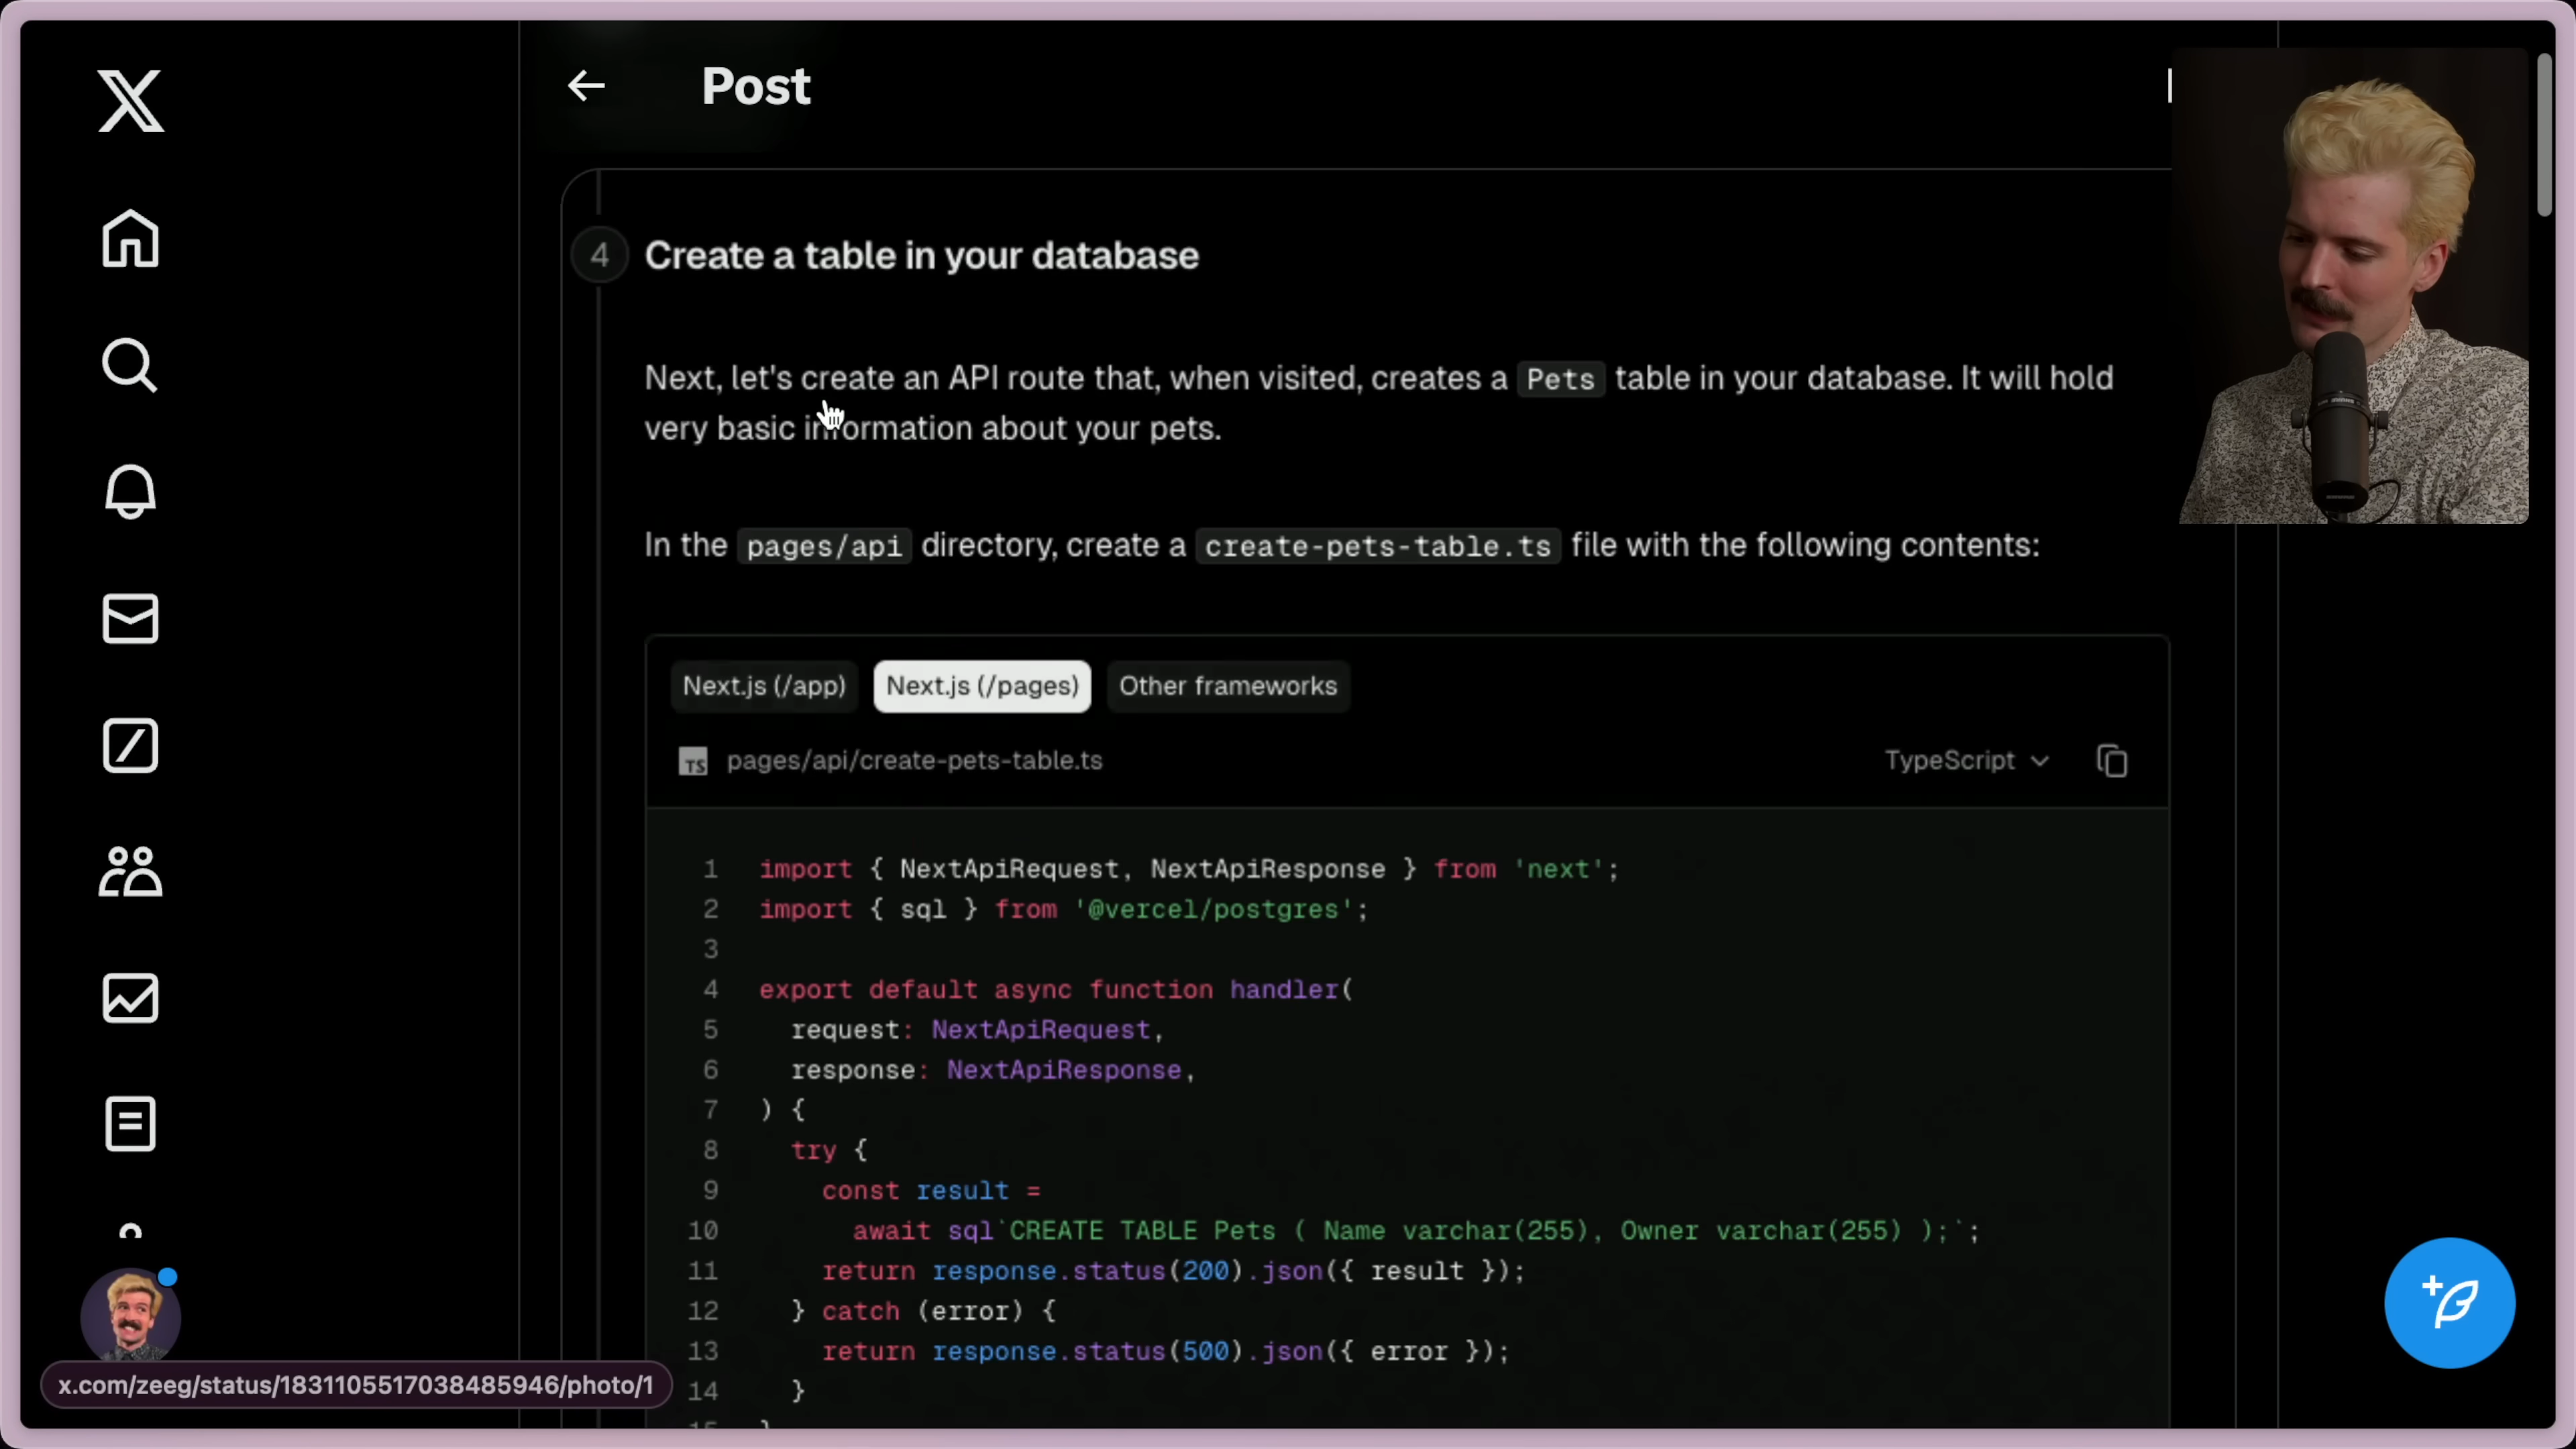 Post
4
Create a table in your database
Next, let's create an API route that, when visited, creates a Pets table in your database. It will hold
very basic information about your pets.
In the pages/api directory, create a create-pets-table.ts file with the following contents:
Next.js (/app) Next.js (/pages) Other frameworks
TS pages/api/create-pets-table.ts TypeScript
1 import { NextApiRequest, NextApiResponse } from 'next';
2 import { sql } from '@vercel/postgres';
3
4 export default async function handler(
5 request: NextApiRequest,
6 response: NextApiResponse,
7 ) {
8 try {
9 const result =
10 await sql`CREATE TABLE Pets ( Name varchar(255), Owner varchar(255) );`;
11 return response.status(200).json({ result });
12 } catch (error) {
13 return response.status(500).json({ error });
14 }
x.com/zeeg/status/1831105517038485946/photo/1